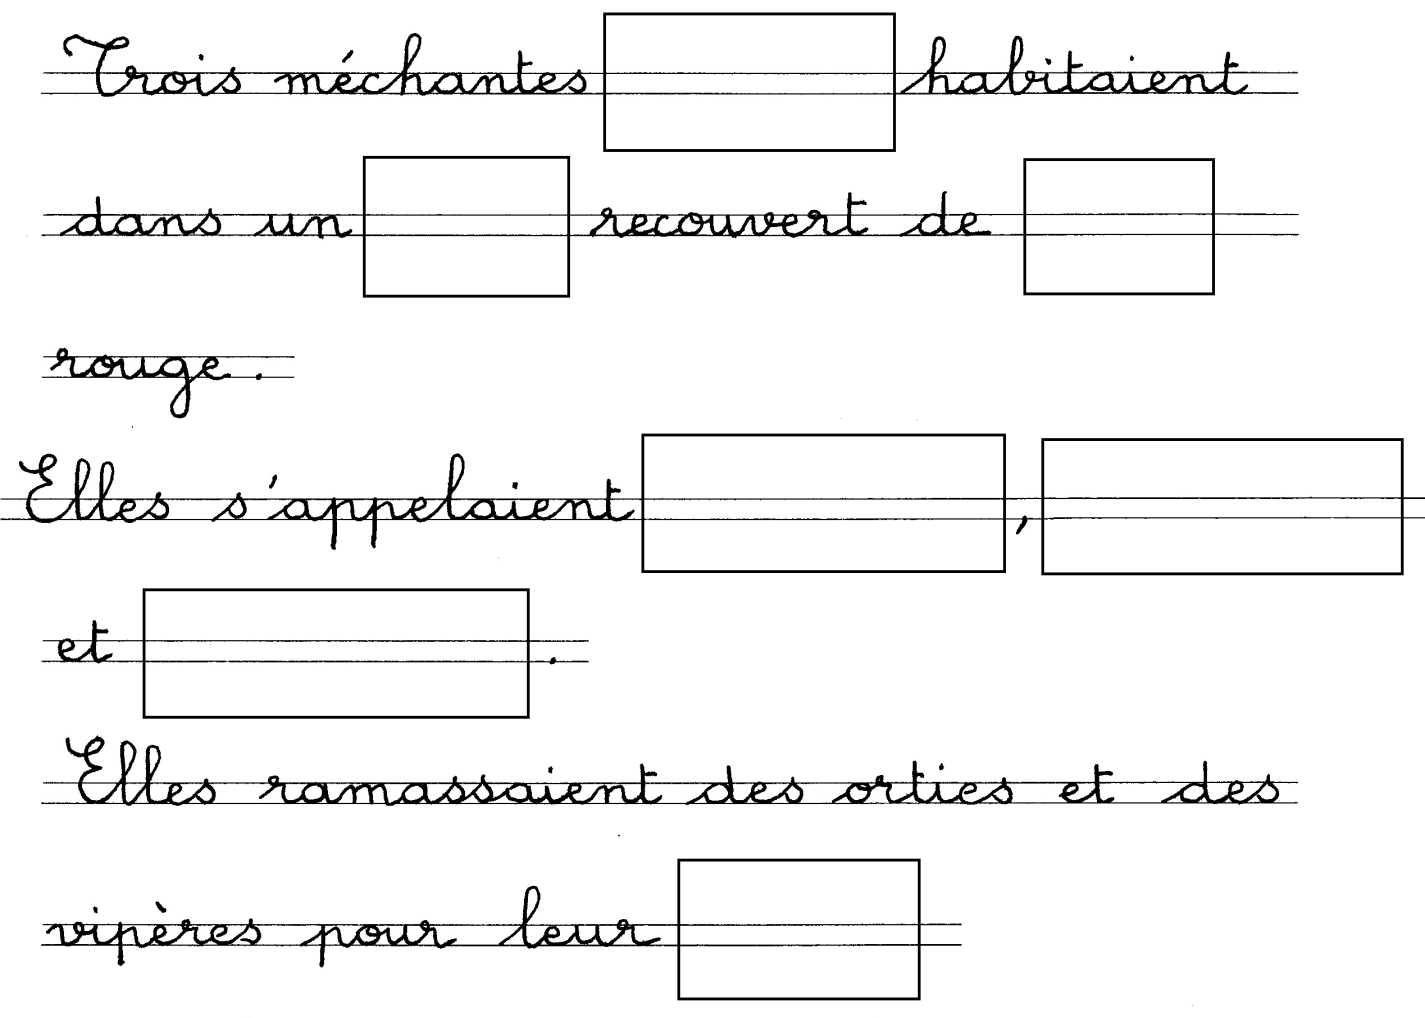 Trois méchantes habitaient
dans un recouvert de
rouge.
Elles s'appelaient ,
et .
Elles ramassaient des orties et des
vipères pour leur